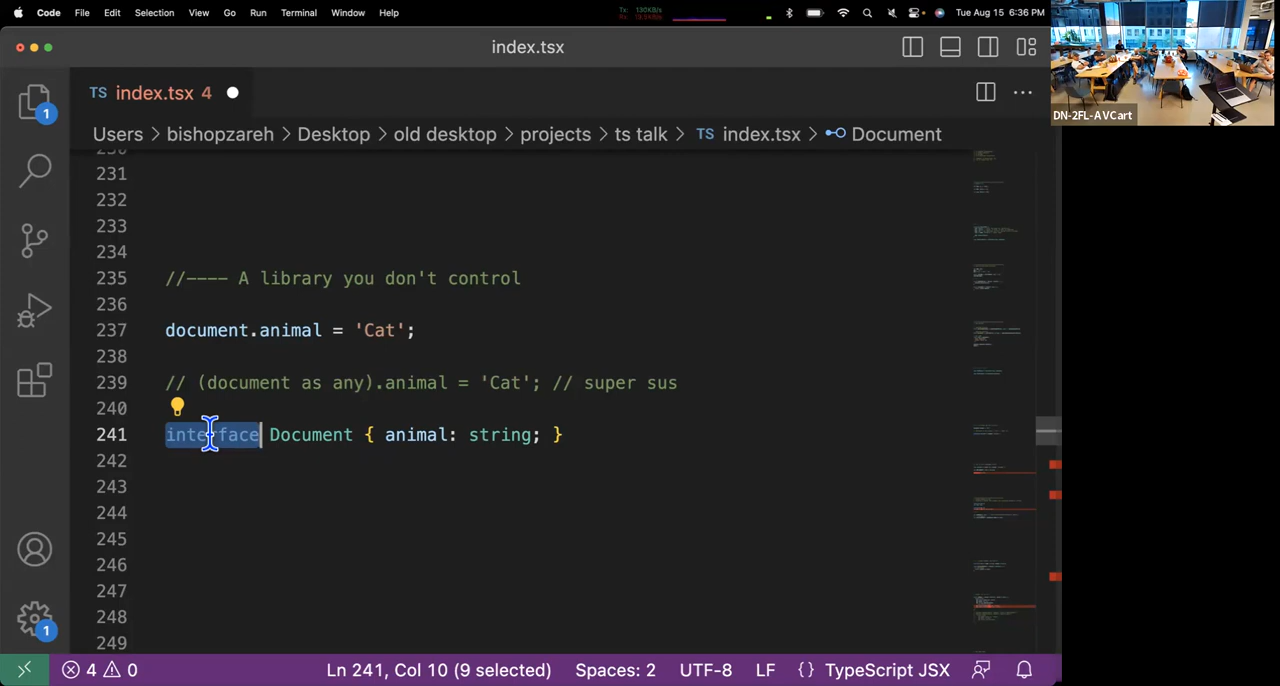 Code File Edit Selection View Go Run Terminal Window Help Tue Aug 15 6:36 PM
index.tsx
TS index.tsx 4
Users > bishopzareh > Desktop > old desktop > projects > ts talk > TS index.tsx > Document
DN-2FL-AVCart
1
230
231
232
233
234
235 //---- A library you don't control
236
237 document.animal = 'Cat';
238
239 // (document as any).animal = 'Cat'; // super sus
240
241 interface Document { animal: string; }
242
243
244
245
246
247
248
249
1
4 0 Ln 241, Col 10 (9 selected) Spaces: 2 UTF-8 LF {} TypeScript JSX